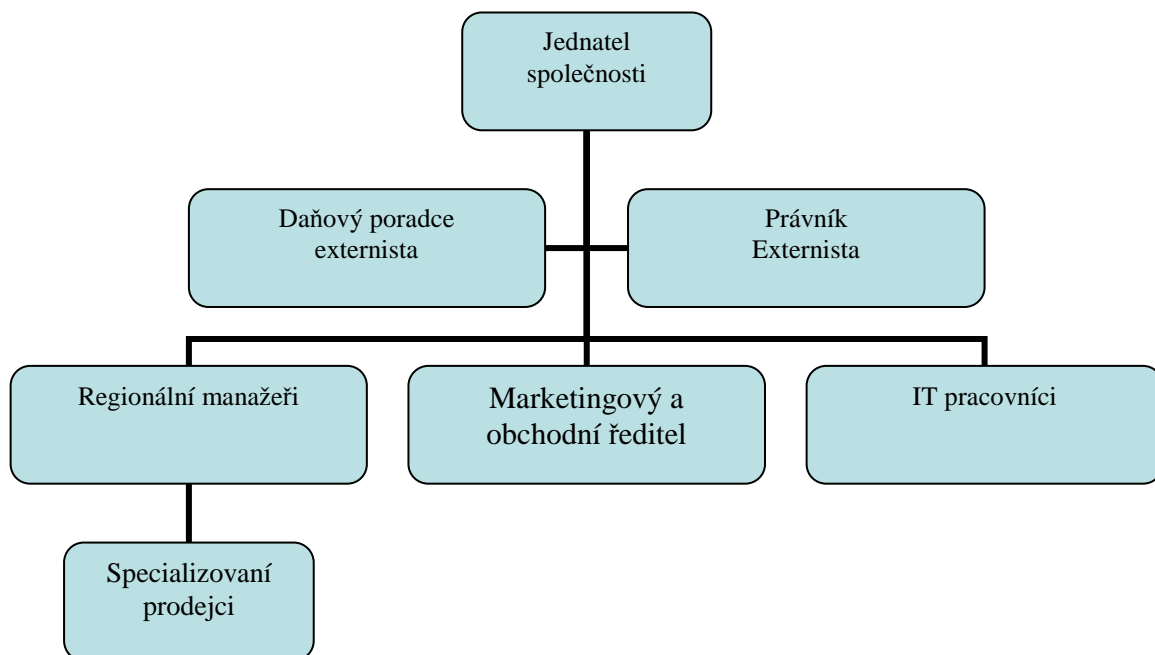 Jednatel
společnosti
Daňový poradce
externista
Právník
Externista
Regionální manažeři
Marketingový a
obchodní ředitel
IT pracovníci
Specializovaní
prodejci